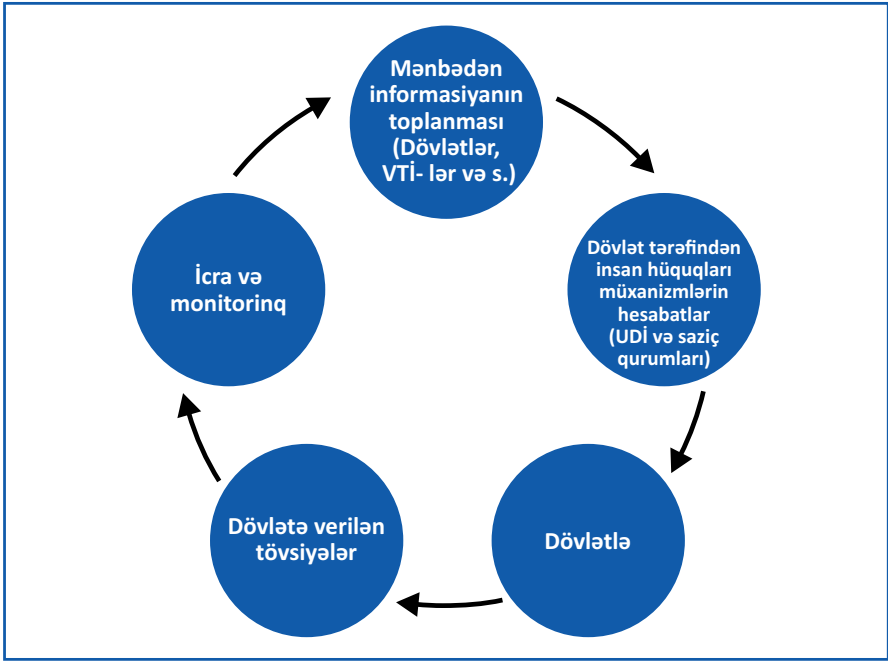 Mənbədən
informasiyanın
toplanması
(Dövlətlər,
VTİ- lər və s.)
Dövlət tərəfindən
insan hüquqları
müxanizmlərin
hesabatlar
(UDİ və saziç
qurumları)
Dövlətlə
Dövlətə verilən
tövsiyələr
İcra və
monitorinq